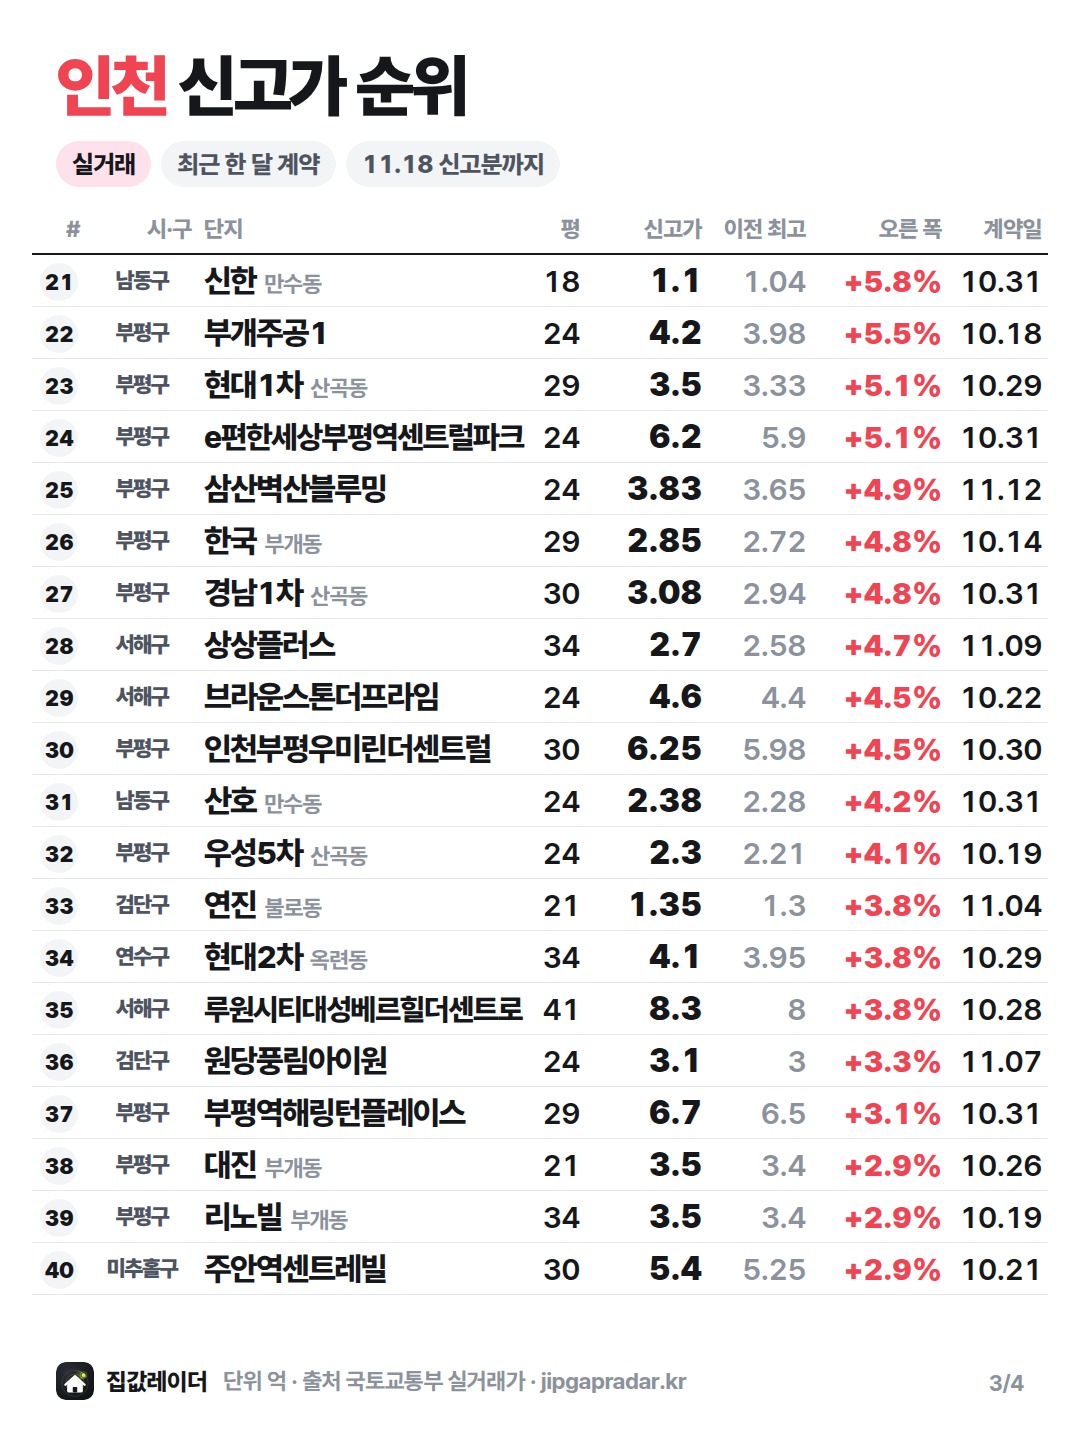 인천 신고가 순위
실거래 최근 한 달 계약 11.18 신고분까지
# 시·구 단지 평 신고가 이전 최고 오른 폭 계약일
21 남동구 신한 만수동 18 1.1 1.04 +5.8% 10.31
22 부평구 부개주공1 24 4.2 3.98 +5.5% 10.18
23 부평구 현대1차 산곡동 29 3.5 3.33 +5.1% 10.29
24 부평구 e편한세상부평역센트럴파크 24 6.2 5.9 +5.1% 10.31
25 부평구 삼산벽산블루밍 24 3.83 3.65 +4.9% 11.12
26 부평구 한국 부개동 29 2.85 2.72 +4.8% 10.14
27 부평구 경남1차 산곡동 30 3.08 2.94 +4.8% 10.31
28 서해구 상상플러스 34 2.7 2.58 +4.7% 11.09
29 서해구 브라운스톤더프라임 24 4.6 4.4 +4.5% 10.22
30 부평구 인천부평우미린더센트럴 30 6.25 5.98 +4.5% 10.30
31 남동구 산호 만수동 24 2.38 2.28 +4.2% 10.31
32 부평구 우성5차 산곡동 24 2.3 2.21 +4.1% 10.19
33 검단구 연진 불로동 21 1.35 1.3 +3.8% 11.04
34 연수구 현대2차 옥련동 34 4.1 3.95 +3.8% 10.29
35 서해구 루원시티대성베르힐더센트로 41 8.3 8 +3.8% 10.28
36 검단구 원당풍림아이원 24 3.1 3 +3.3% 11.07
37 부평구 부평역해링턴플레이스 29 6.7 6.5 +3.1% 10.31
38 부평구 대진 부개동 21 3.5 3.4 +2.9% 10.26
39 부평구 리노빌 부개동 34 3.5 3.4 +2.9% 10.19
40 미추홀구 주안역센트레빌 30 5.4 5.25 +2.9% 10.21
집값레이더 단위 억 · 출처 국토교통부 실거래가 · jipgapradar.kr 3/4